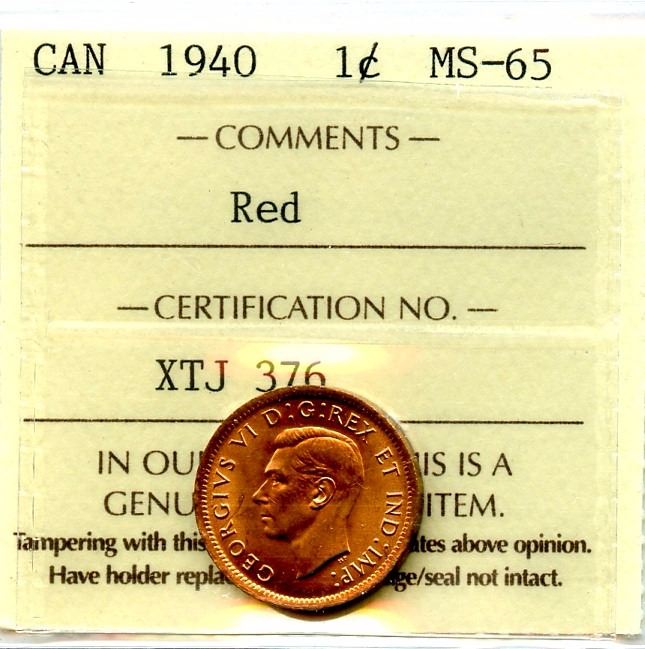 CAN 1940 1¢ MS-65
— COMMENTS —
Red
— CERTIFICATION NO. —
XTJ 376
IN OU IS IS A
GENU ITEM.
Tampering with this ates above opinion.
Have holder repla ge/seal not intact.
GEORGIVS VI D:G:REX ET IND:IMP: